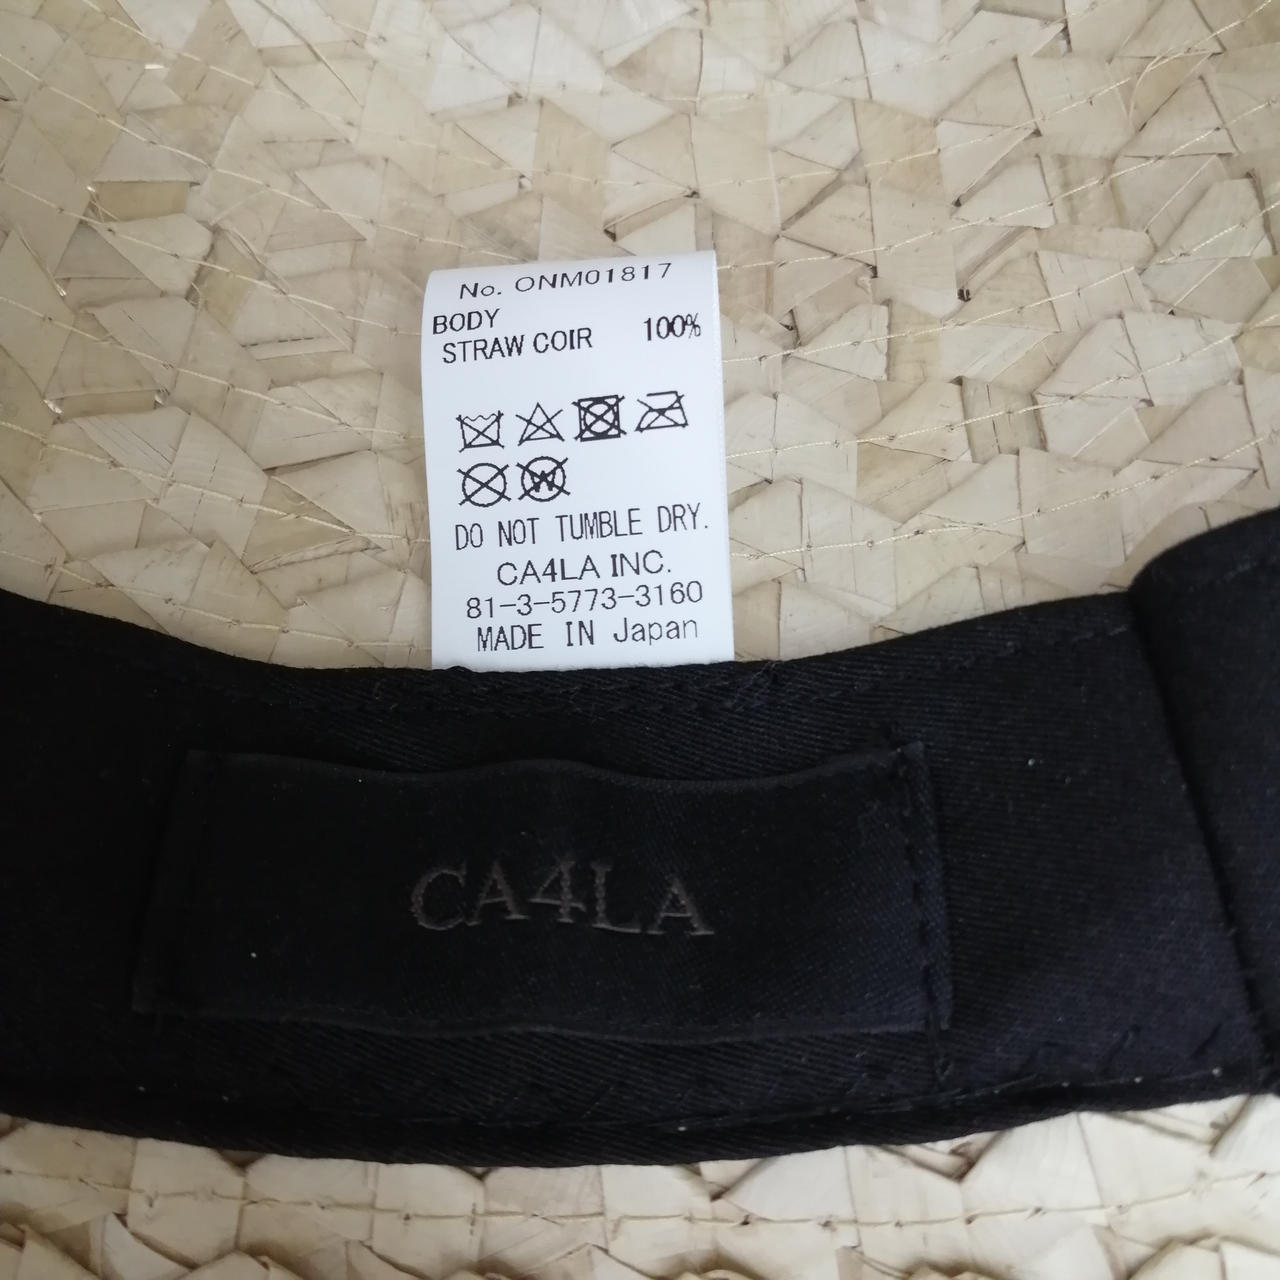 No. ONM01817
BODY
STRAW COIR 100%
W
DO NOT TUMBLE DRY.
CA4LA INC.
81-3-5773-3160
MADE IN Japan
CA4LA